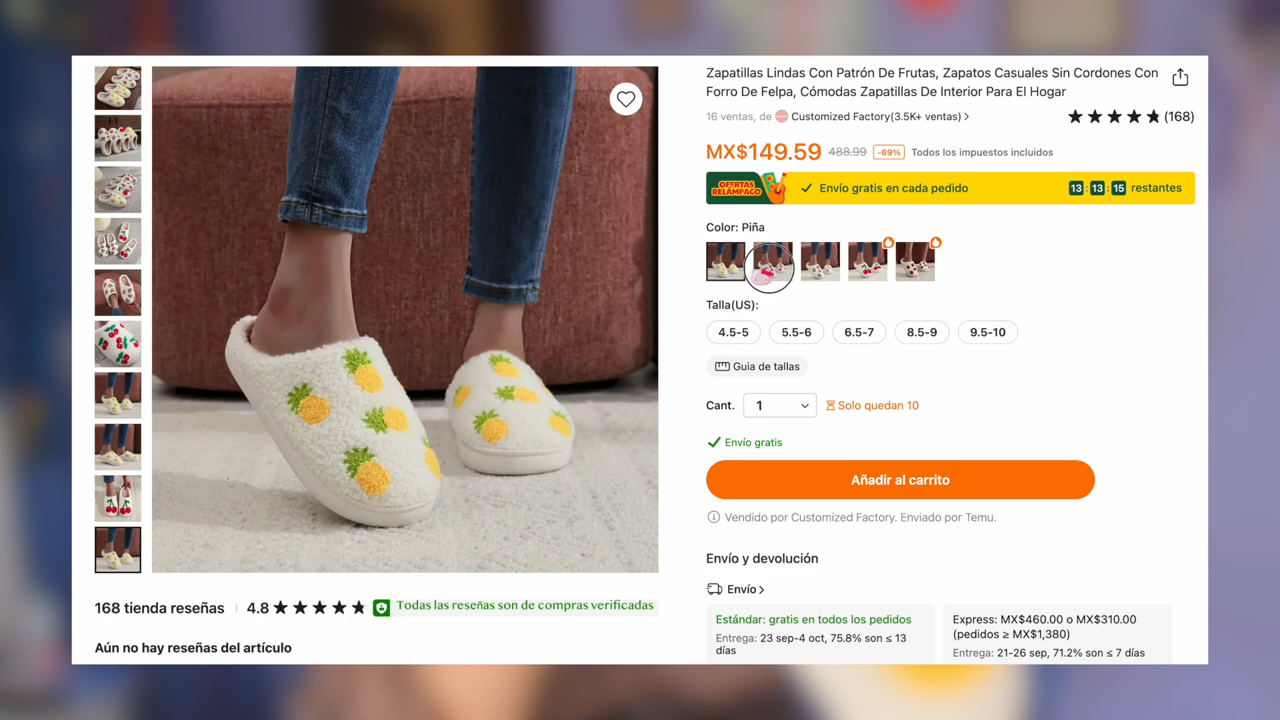 Zapatillas Lindas Con Patrón De Frutas, Zapatos Casuales Sin Cordones Con
Forro De Felpa, Cómodas Zapatillas De Interior Para El Hogar
16 ventas, de Customized Factory(3.5K+ ventas)
(168)
MX$149.59 488.99 -69% Todos los impuestos incluidos
OFERTAS
RELÁMPAGO
Envío gratis en cada pedido
13 : 13 : 15 restantes
Color: Piña
Talla(US):
4.5-5 5.5-6 6.5-7 8.5-9 9.5-10
Guia de tallas
Cant. 1 Solo quedan 10
Envío gratis
Añadir al carrito
Vendido por Customized Factory. Enviado por Temu.
Envío y devolución
Envío
Estándar: gratis en todos los pedidos
Entrega: 23 sep-4 oct, 75.8% son ≤ 13
días
Express: MX$460.00 o MX$310.00
(pedidos ≥ MX$1,380)
Entrega: 21-26 sep, 71.2% son ≤ 7 días
168 tienda reseñas 4.8 Todas las reseñas son de compras verificadas
Aún no hay reseñas del artículo